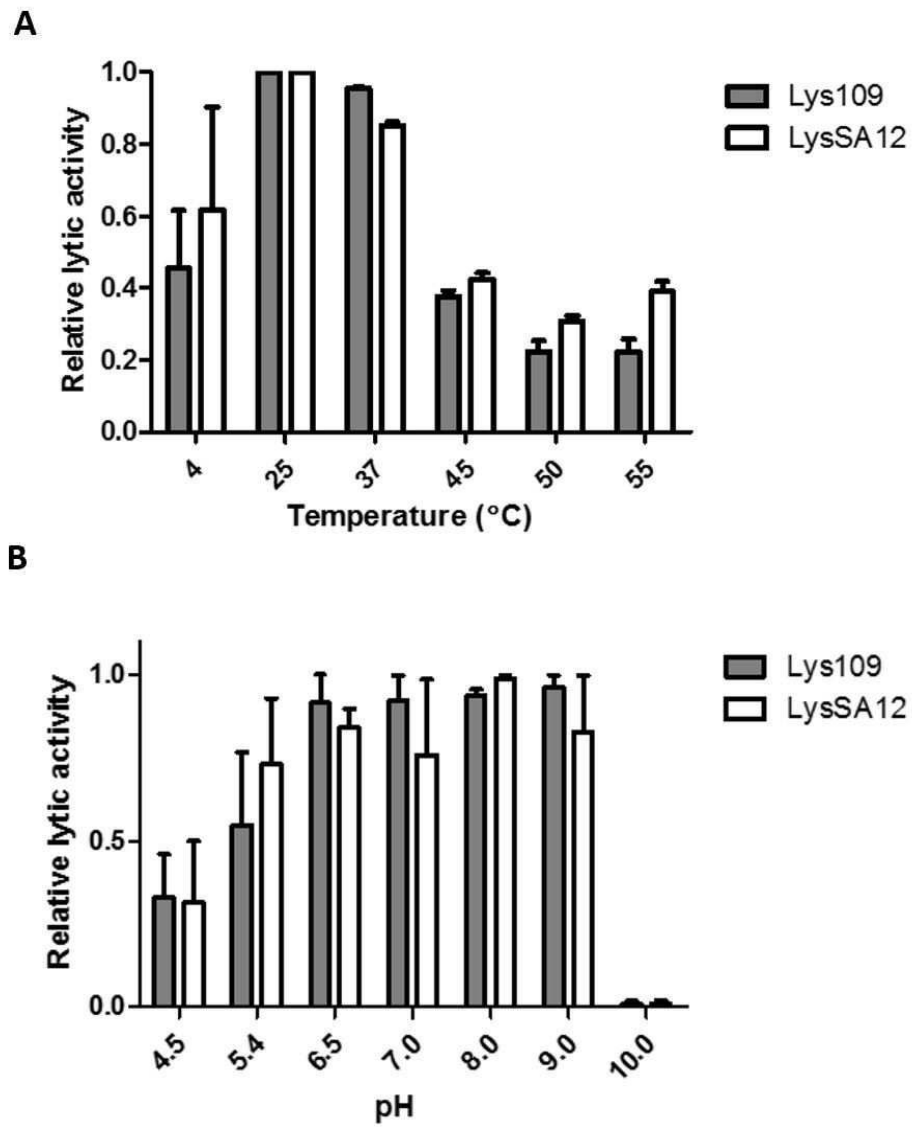 A
Relative lytic activity
1.0
0.8
0.6
0.4
0.2
0.0
4
25
37
45
50
55
Temperature (°C)
Lys109
LysSA12
B
Relative lytic activity
1.0
0.5
0.0
4.5
5.4
6.5
7.0
8.0
9.0
10.0
pH
Lys109
LysSA12